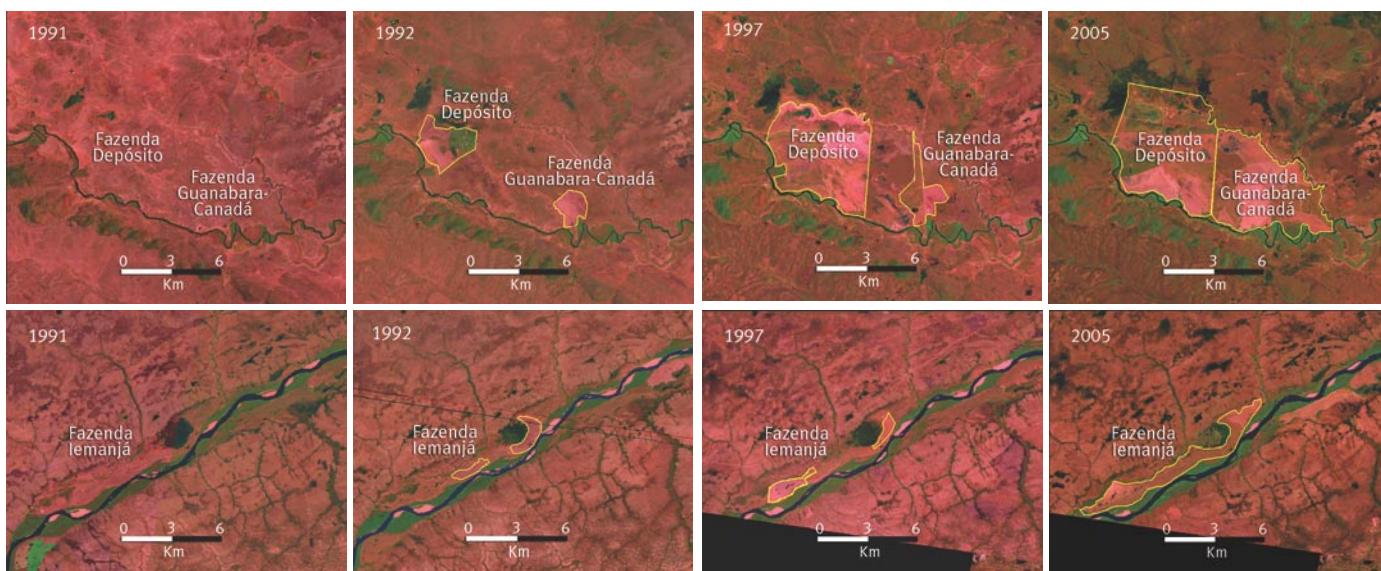 1991
Fazenda
Depósito
Fazenda
Guanabara-
Canadá
0 3 6
Km
1992
Fazenda
Depósito
Fazenda
Guanabara-Canadá
0 3 6
Km
1997
Fazenda
Depósito
Fazenda
Guanabara-
Canadá
0 3 6
Km
2005
Fazenda
Depósito
Fazenda
Guanabara-
Canadá
0 3 6
Km
1991
Fazenda
Iemanjá
0 3 6
Km
1992
Fazenda
Iemanjá
0 3 6
Km
1997
Fazenda
Iemanjá
0 3 6
Km
2005
Fazenda
Iemanjá
0 3 6
Km